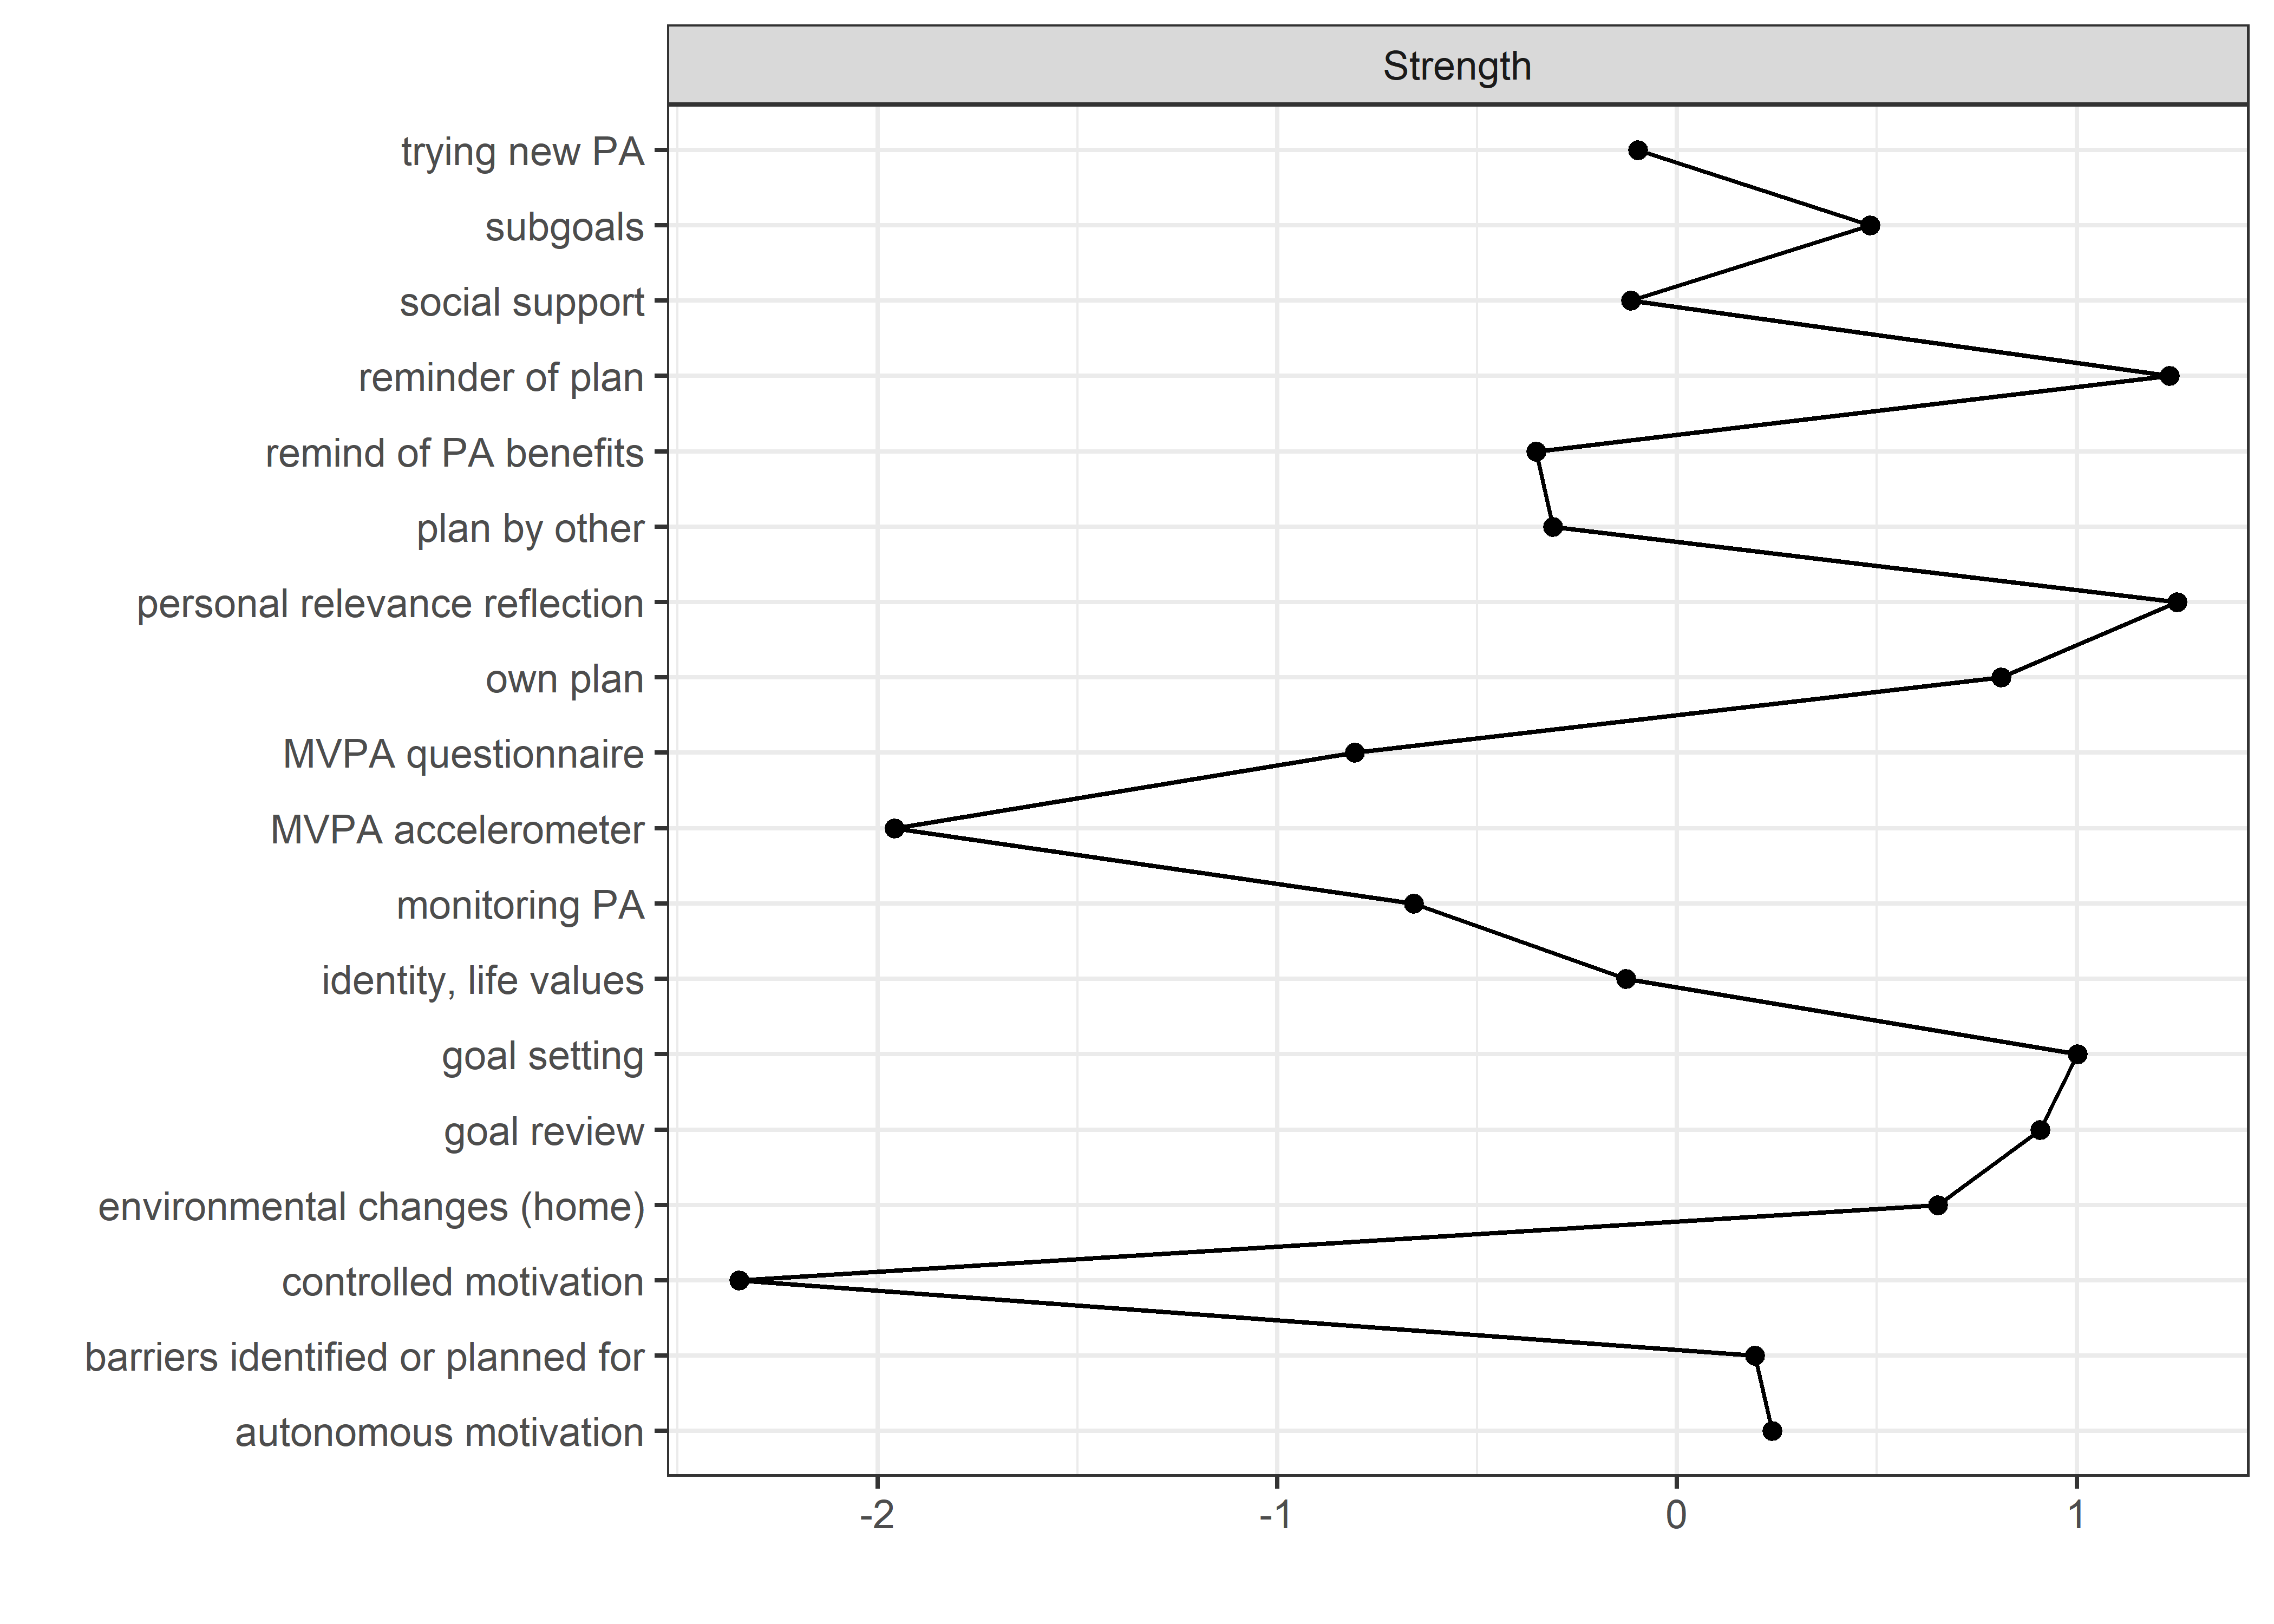 Strength
trying new PA
subgoals
social support
reminder of plan
remind of PA benefits
plan by other
personal relevance reflection
own plan
MVPA questionnaire
MVPA accelerometer
monitoring PA
identity, life values
goal setting
goal review
environmental changes (home)
controlled motivation
barriers identified or planned for
autonomous motivation
-2 -1 0 1